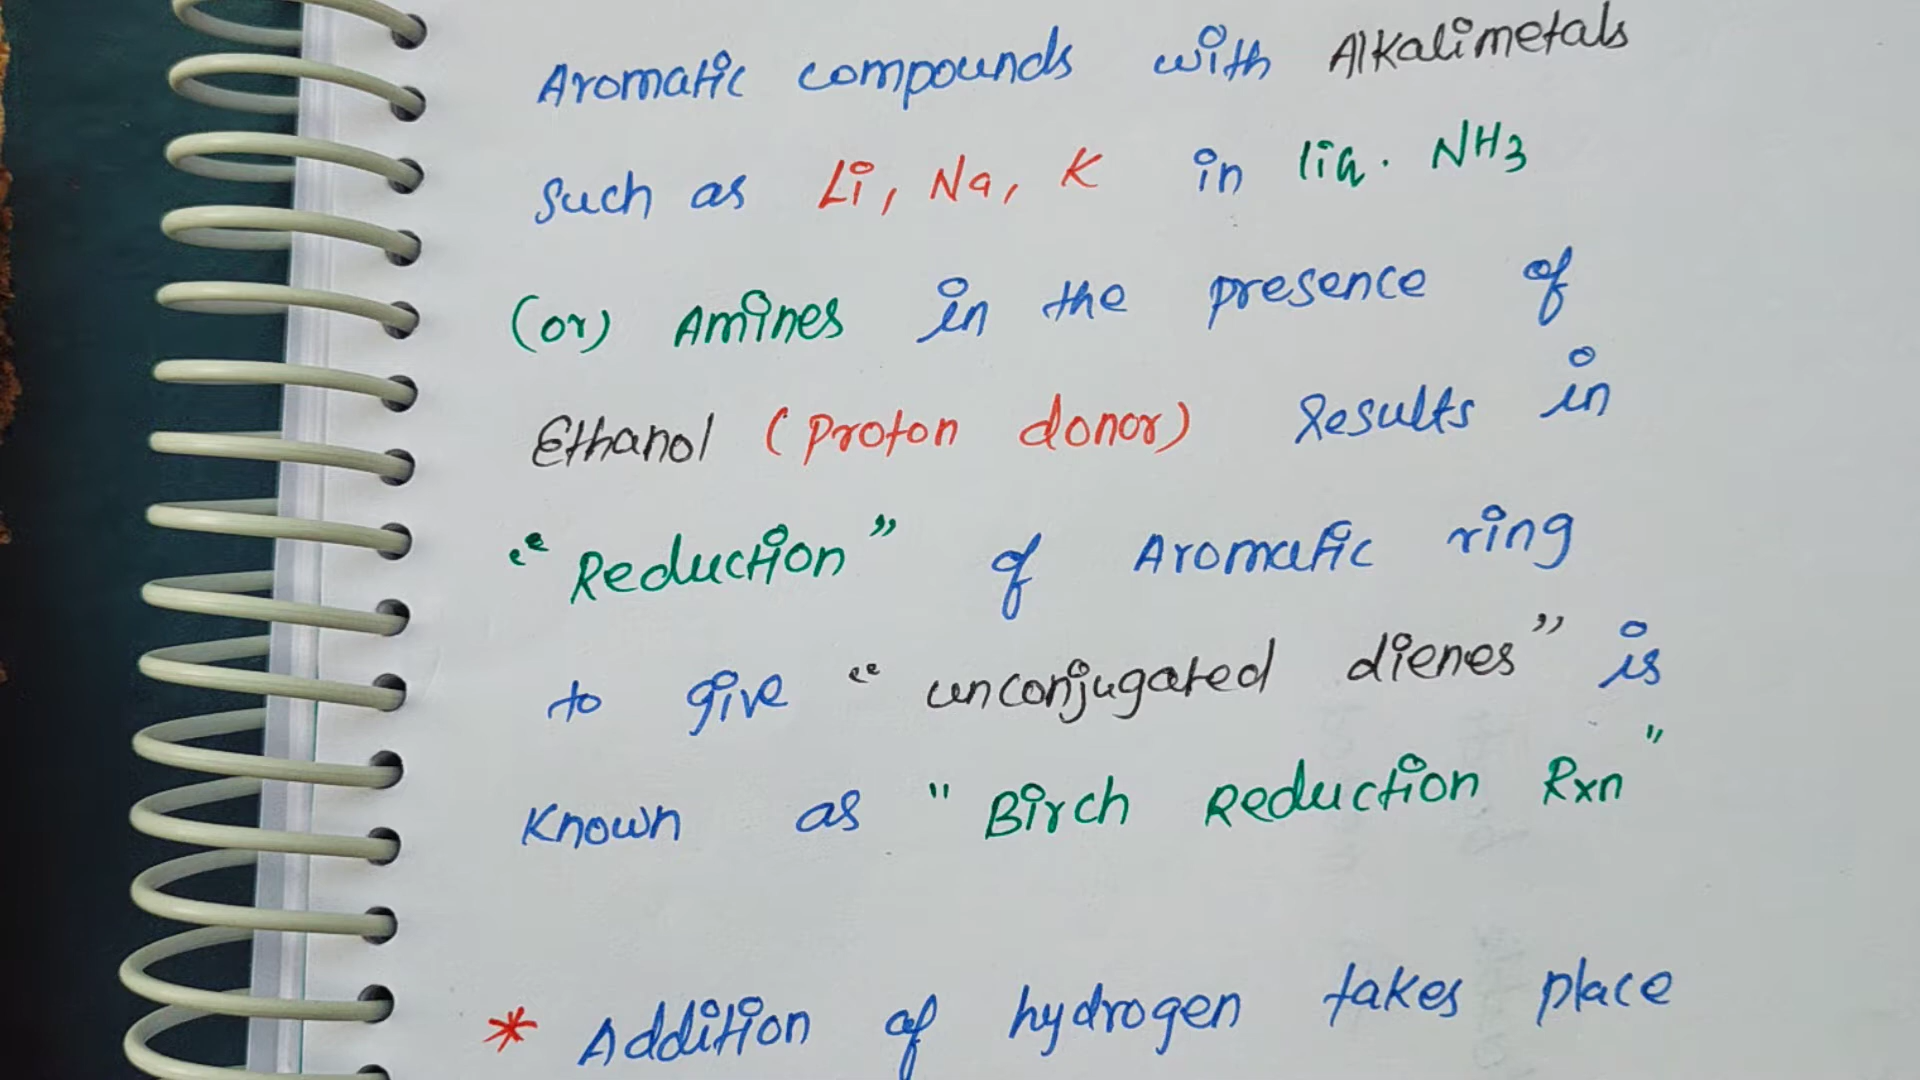 Aromatic compounds with Alkalimetals
Such as Li, Na, K in liq. NH3
(or) Amines in the presence of
Ethanol (Proton donor) Results in
“Reduction” of Aromatic ring
to give “unconjugated dienes” is
Known as "Birch Reduction Rxn"
* Addition of hydrogen takes place